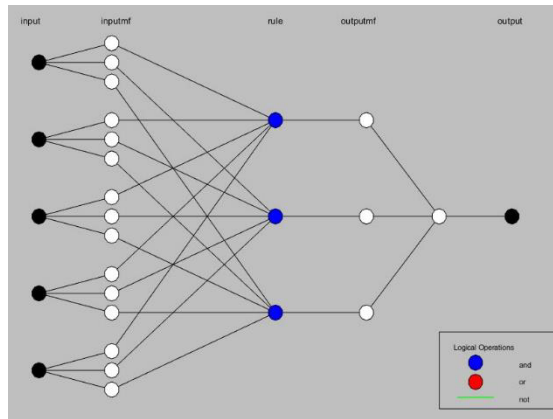 input inputmf rule outputmf output
Logical Operations
and
or
not